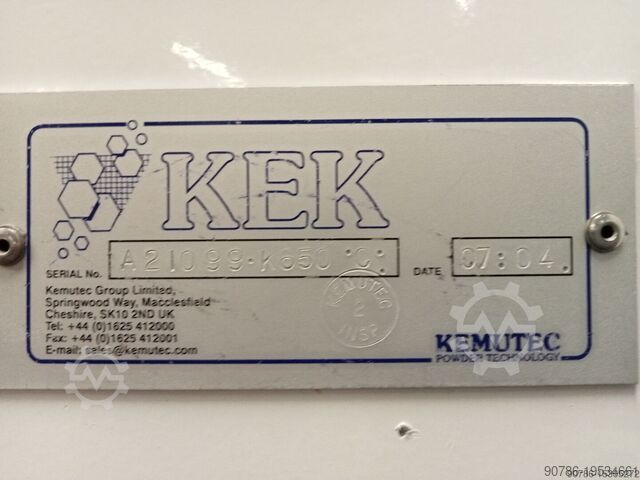 KEK
SERIAL No. A21099·K650 'C'
DATE 07:04.
Kemutec Group Limited,
Springwood Way, Macclesfield
Cheshire, SK10 2ND UK
Tel: +44 (0)1625 412000
Fax: +44 (0)1625 412001
E-mail: sales@kemutec.com
KEMUTEC
2
INSP
KEMUTEC
POWDER TECHNOLOGY
90786-19534661